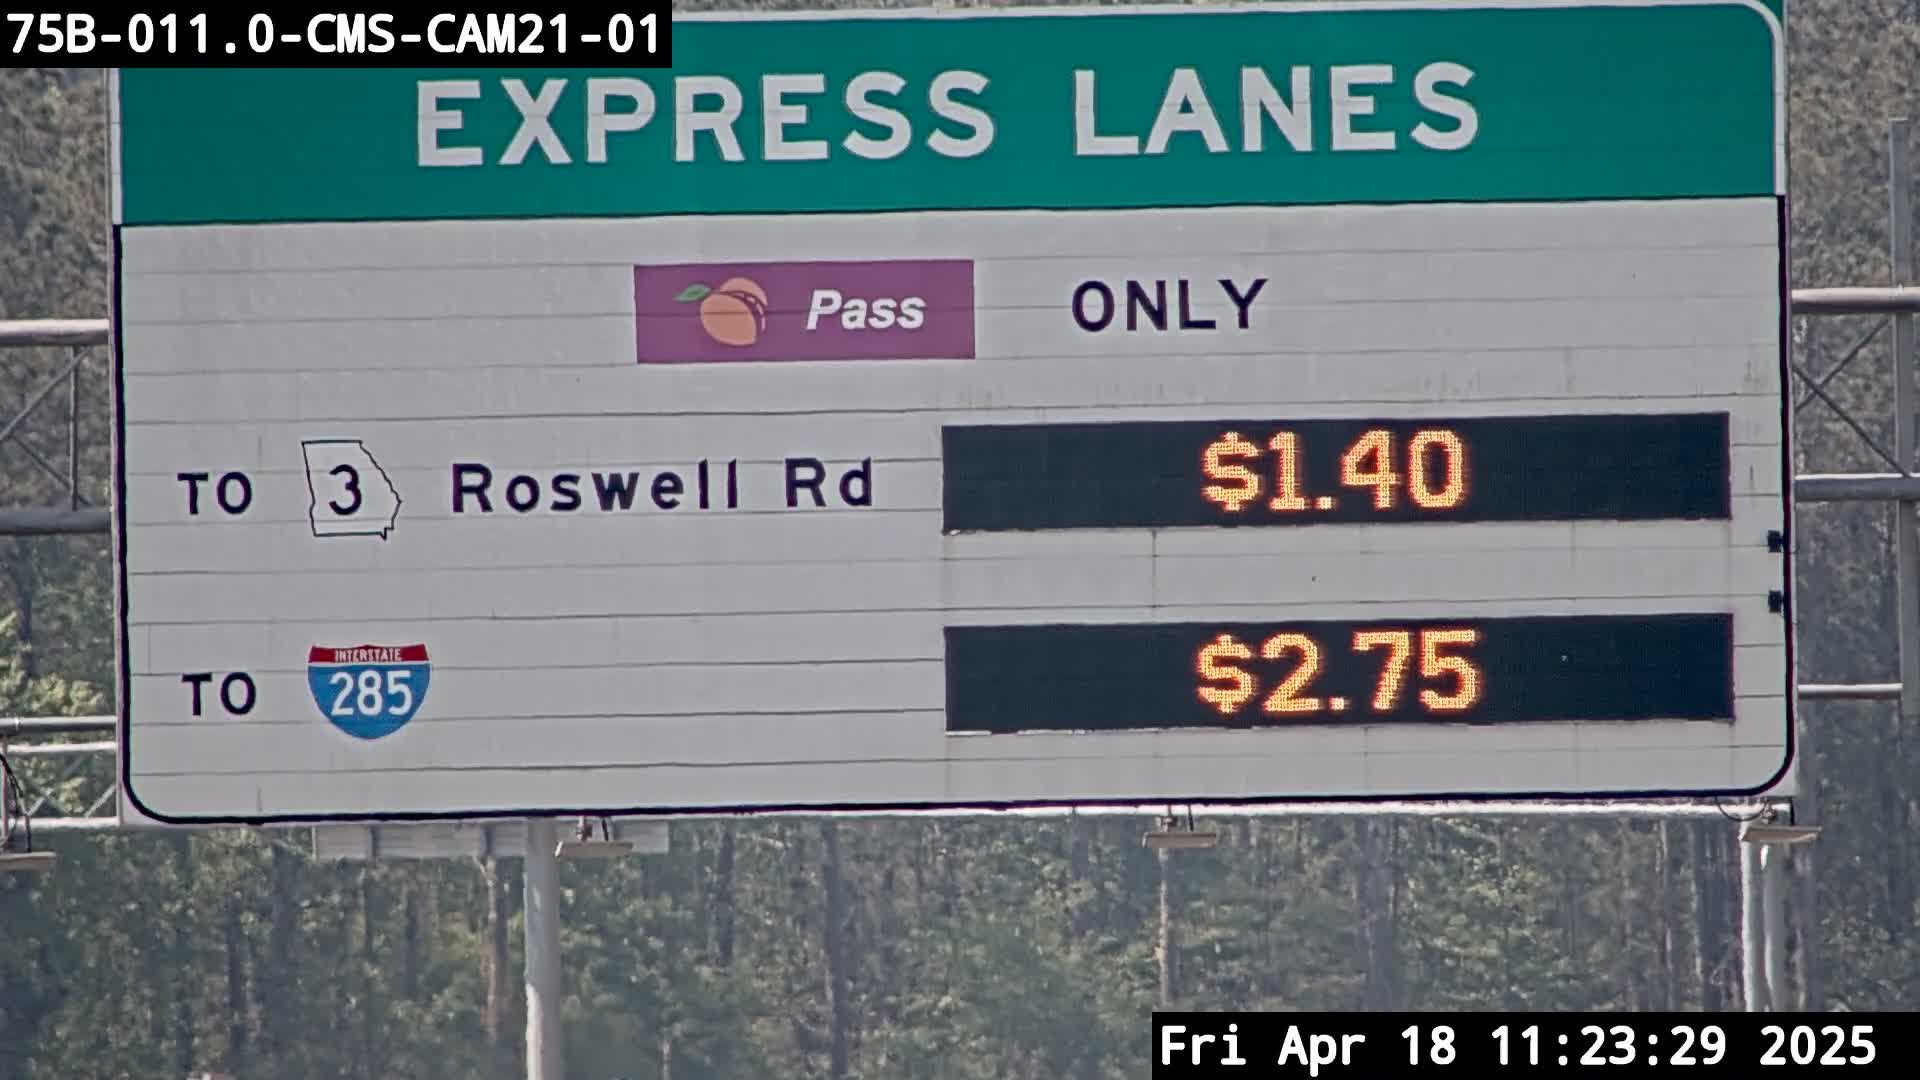 75B-011.0-CMS-CAM21-01
EXPRESS LANES
Pass ONLY
TO 3 Roswell Rd $1.40
INTERSTATE
TO 285 $2.75
Fri Apr 18 11:23:29 2025